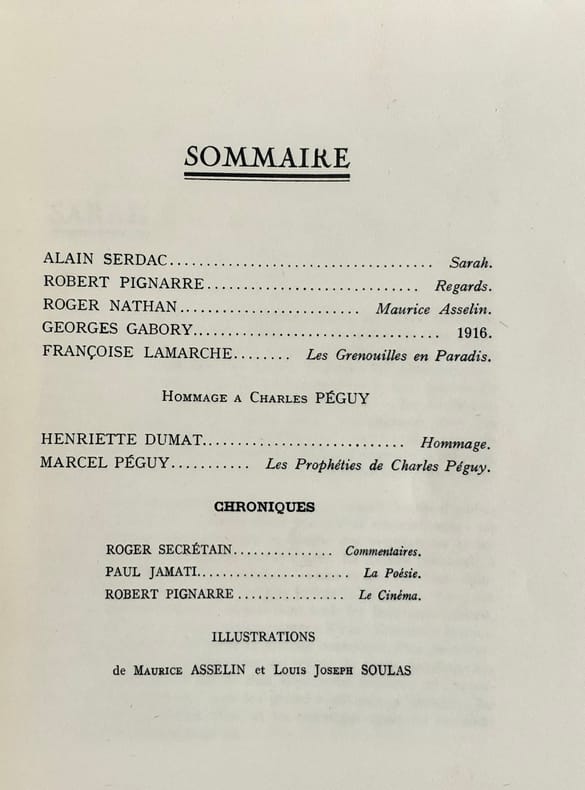 SOMMAIRE
ALAIN SERDAC.................................... Sarah.
ROBERT PIGNARRE............................. Regards.
ROGER NATHAN......................... Maurice Asselin.
GEORGES GABORY.................................. 1916.
FRANÇOISE LAMARCHE........ Les Grenouilles en Paradis.
HOMMAGE A CHARLES PÉGUY
HENRIETTE DUMAT............................ Hommage.
MARCEL PÉGUY........... Les Prophéties de Charles Péguy.
CHRONIQUES
ROGER SECRÉTAIN............... Commentaires.
PAUL JAMATI....................... La Poésie.
ROBERT PIGNARRE................ Le Cinéma.
ILLUSTRATIONS
de MAURICE ASSELIN et LOUIS JOSEPH SOULAS